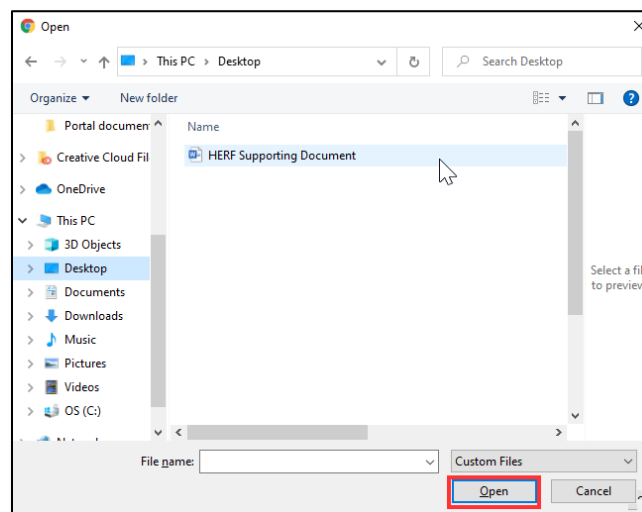 Open
This PC > Desktop
Search Desktop
Organize
New folder
Portal documen
Name
Creative Cloud Fil
HERF Supporting Document
OneDrive
This PC
3D Objects
Desktop
Select a fil
to preview
Documents
Downloads
Music
Pictures
Videos
OS (C:)
File name:
Custom Files
Open
Cancel